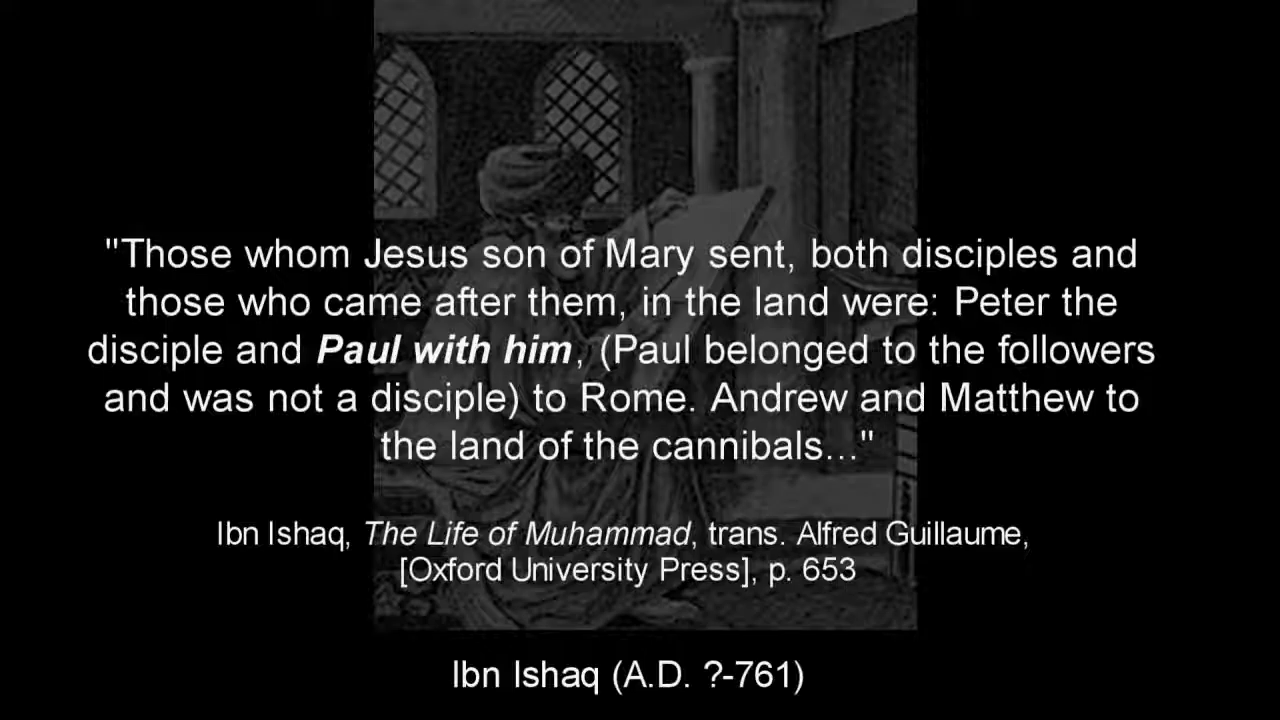 "Those whom Jesus son of Mary sent, both disciples and
those who came after them, in the land were: Peter the
disciple and Paul with him, (Paul belonged to the followers
and was not a disciple) to Rome. Andrew and Matthew to
the land of the cannibals..."
Ibn Ishaq, The Life of Muhammad, trans. Alfred Guillaume,
[Oxford University Press], p. 653
Ibn Ishaq (A.D. ?-761)